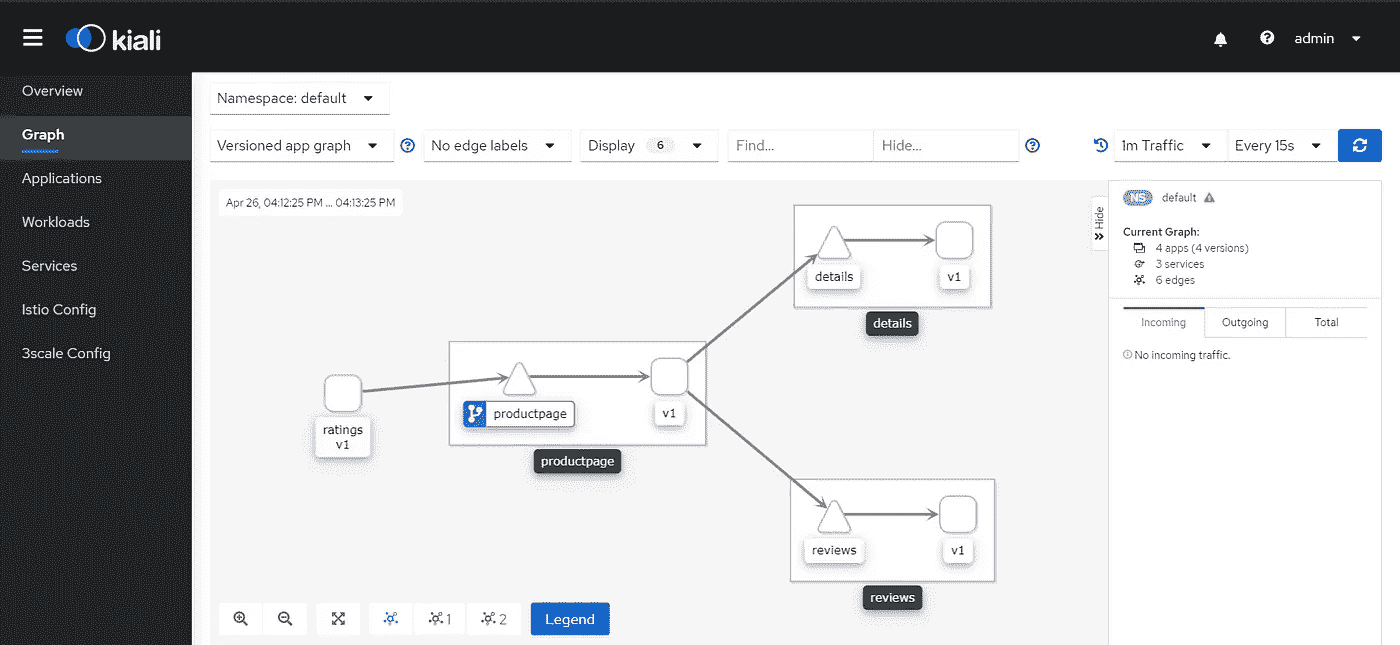 kiali
admin
Overview
Graph
Applications
Workloads
Services
Istio Config
3scale Config
Namespace: default
Versioned app graph
No edge labels
Display 6
Find...
Hide...
1m Traffic
Every 15s
Apr 26, 04:12:25 PM ... 04:13:25 PM
details
v1
details
productpage
v1
productpage
ratings
v1
reviews
v1
reviews
1
2
Legend
Hide
NS default
Current Graph:
4 apps (4 versions)
3 services
6 edges
Incoming
Outgoing
Total
No incoming traffic.